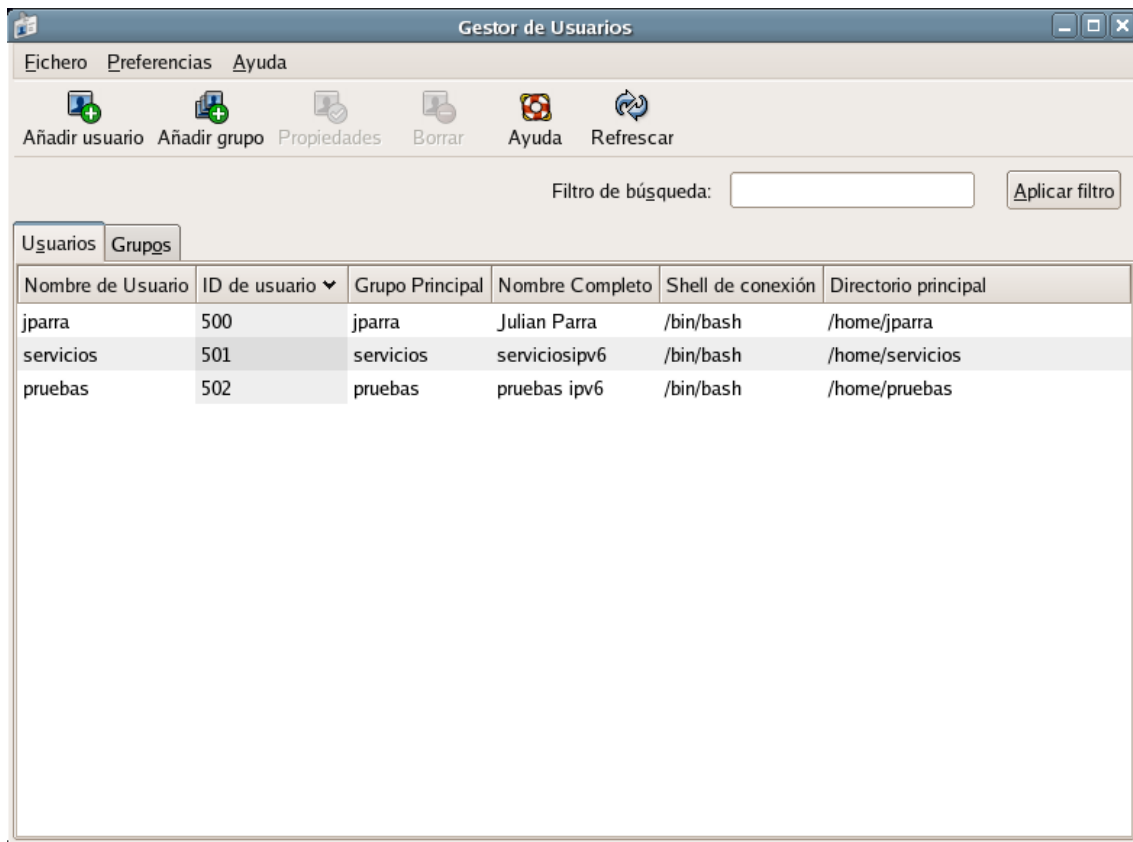 Gestor de Usuarios
Fichero Preferencias Ayuda
Añadir usuario Añadir grupo Propiedades Borrar Ayuda Refrescar
Filtro de búsqueda: Aplicar filtro
Usuarios Grupos
Nombre de Usuario ID de usuario Grupo Principal Nombre Completo Shell de conexión Directorio principal
jparra 500 jparra Julian Parra /bin/bash /home/jparra
servicios 501 servicios serviciosipv6 /bin/bash /home/servicios
pruebas 502 pruebas pruebas ipv6 /bin/bash /home/pruebas